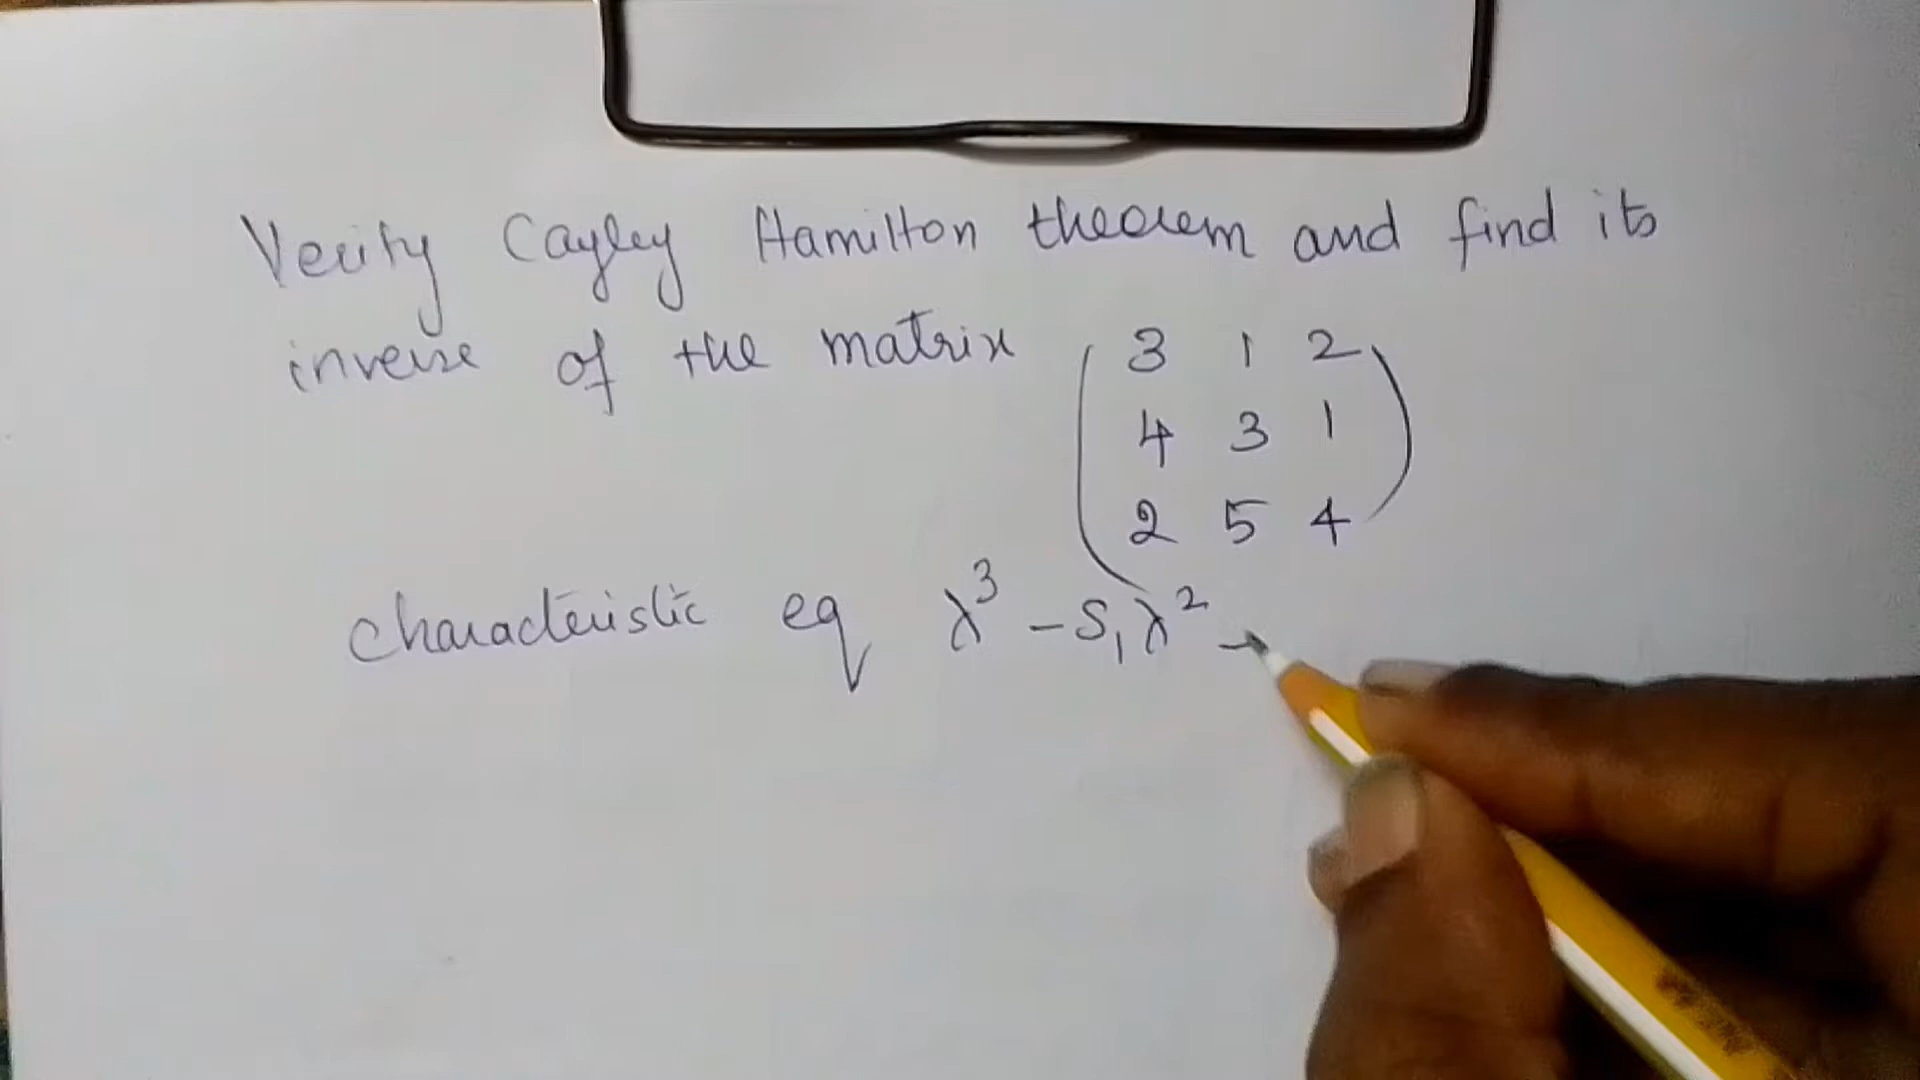 Verify Cayley Hamilton theorem and find its
inverse of the matrix ( 3 1 2
4 3 1
2 5 4 )
characteristic eq λ³ - S₁λ²